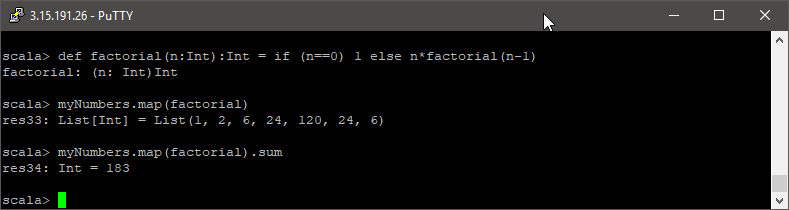 3.15.191.26 - PuTTY
scala> def factorial(n:Int):Int = if (n==0) 1 else n*factorial(n-1)
factorial: (n: Int)Int
scala> myNumbers.map(factorial)
res33: List[Int] = List(1, 2, 6, 24, 120, 24, 6)
scala> myNumbers.map(factorial).sum
res34: Int = 183
scala>